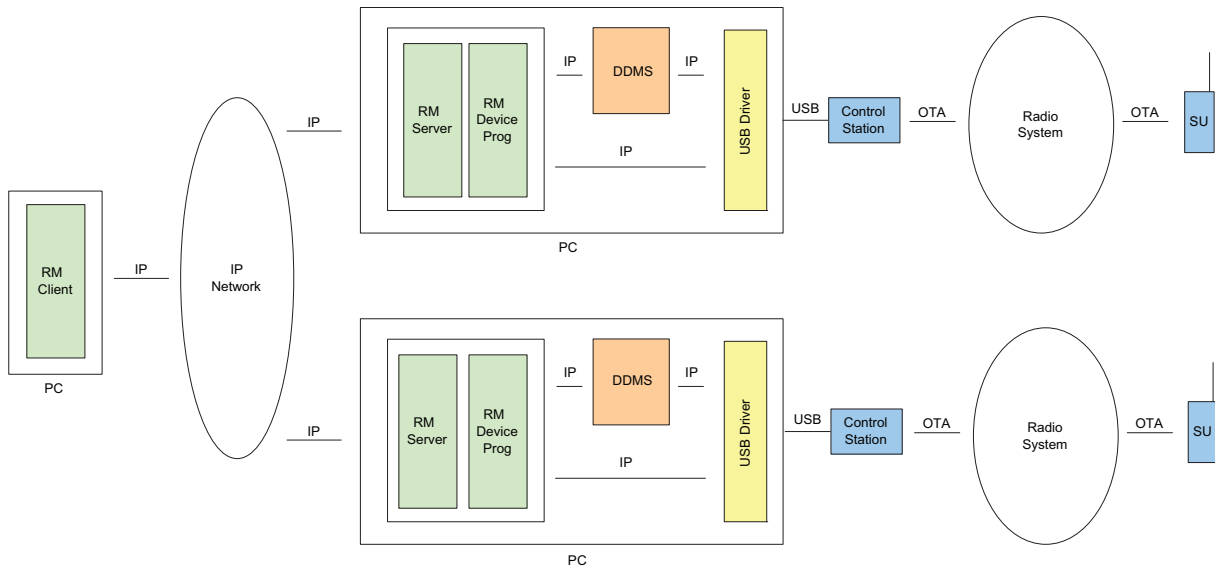 RM
Client
PC
IP
IP
Network
IP
IP
RM
Server
RM
Device
Prog
IP
DDMS
IP
IP
USB Driver
PC
USB
Control
Station
OTA
Radio
System
OTA
SU
RM
Server
RM
Device
Prog
IP
DDMS
IP
IP
USB Driver
PC
USB
Control
Station
OTA
Radio
System
OTA
SU